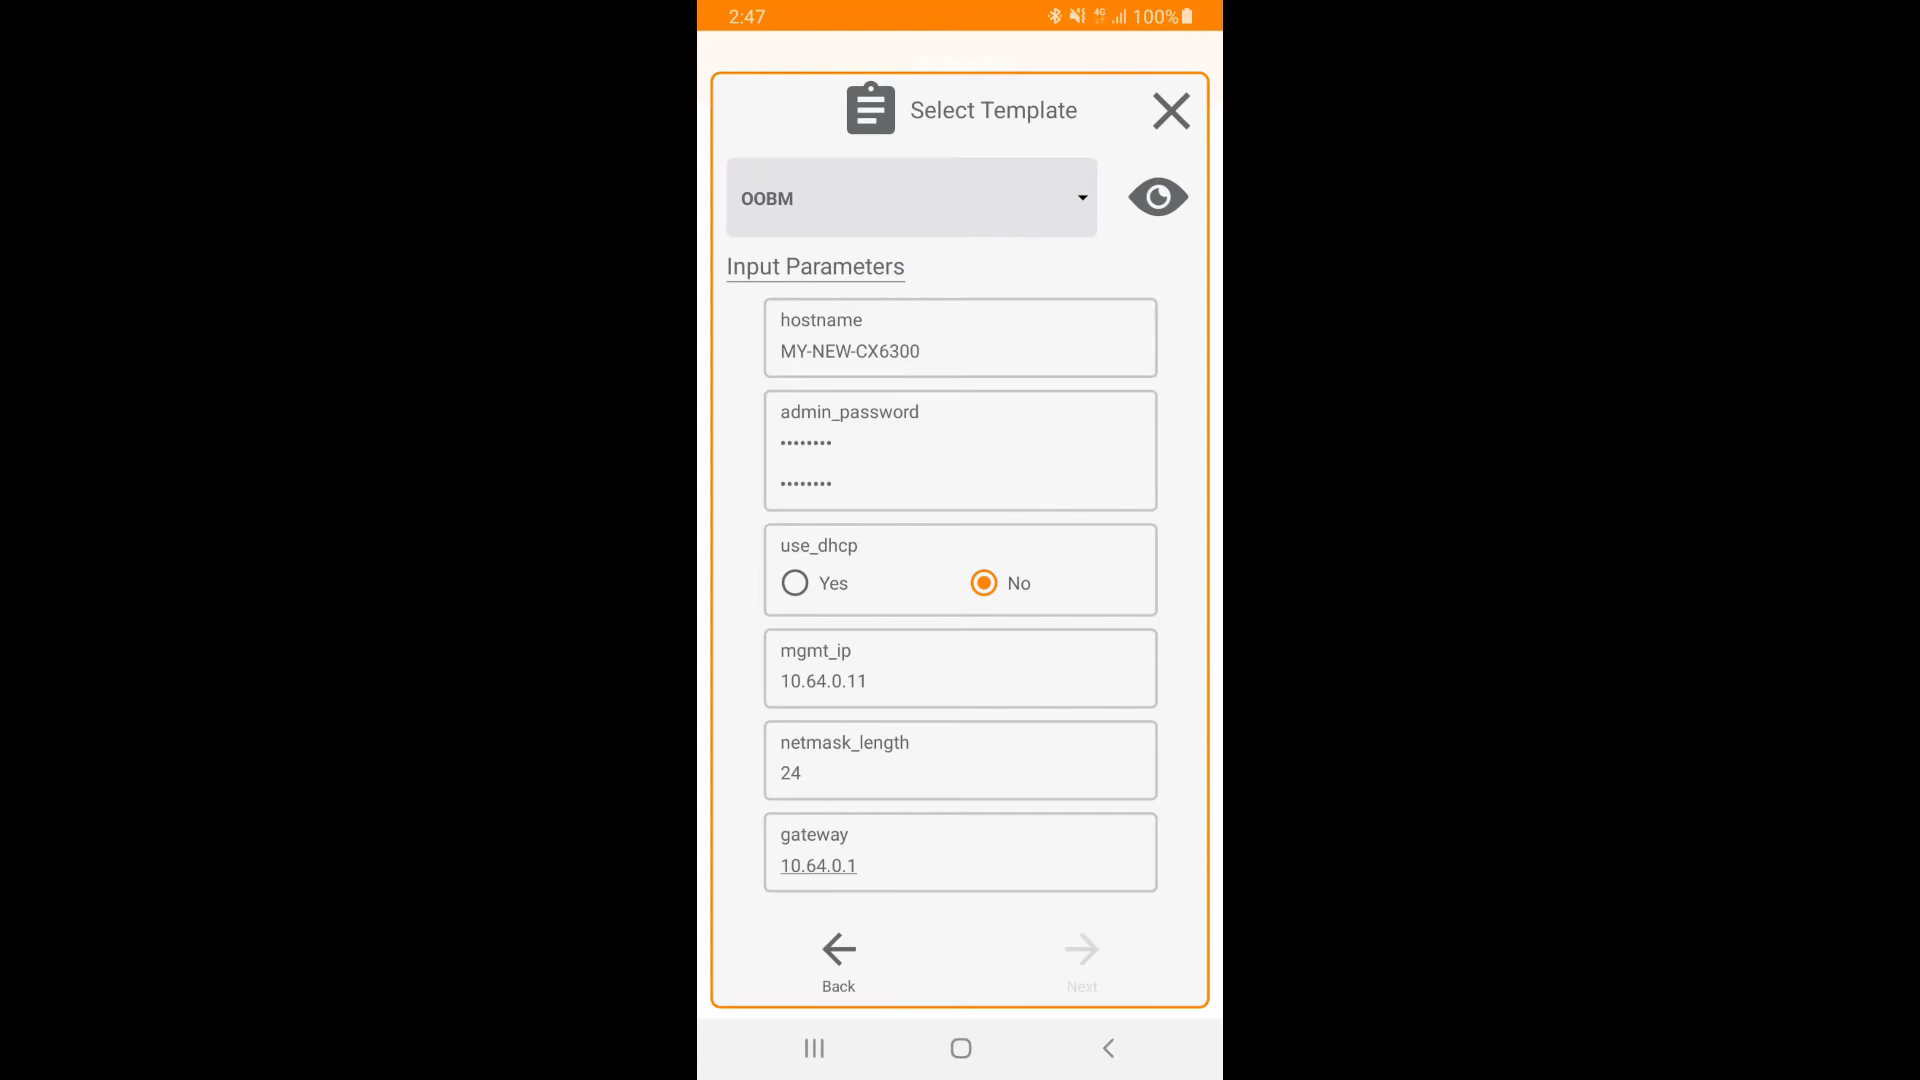 2:47
4G
100%
Select Template
OOBM
Input Parameters
hostname
MY-NEW-CX6300
admin_password
••••••••
••••••••
use_dhcp
Yes
No
mgmt_ip
10.64.0.11
netmask_length
24
gateway
10.64.0.1
Back
Next